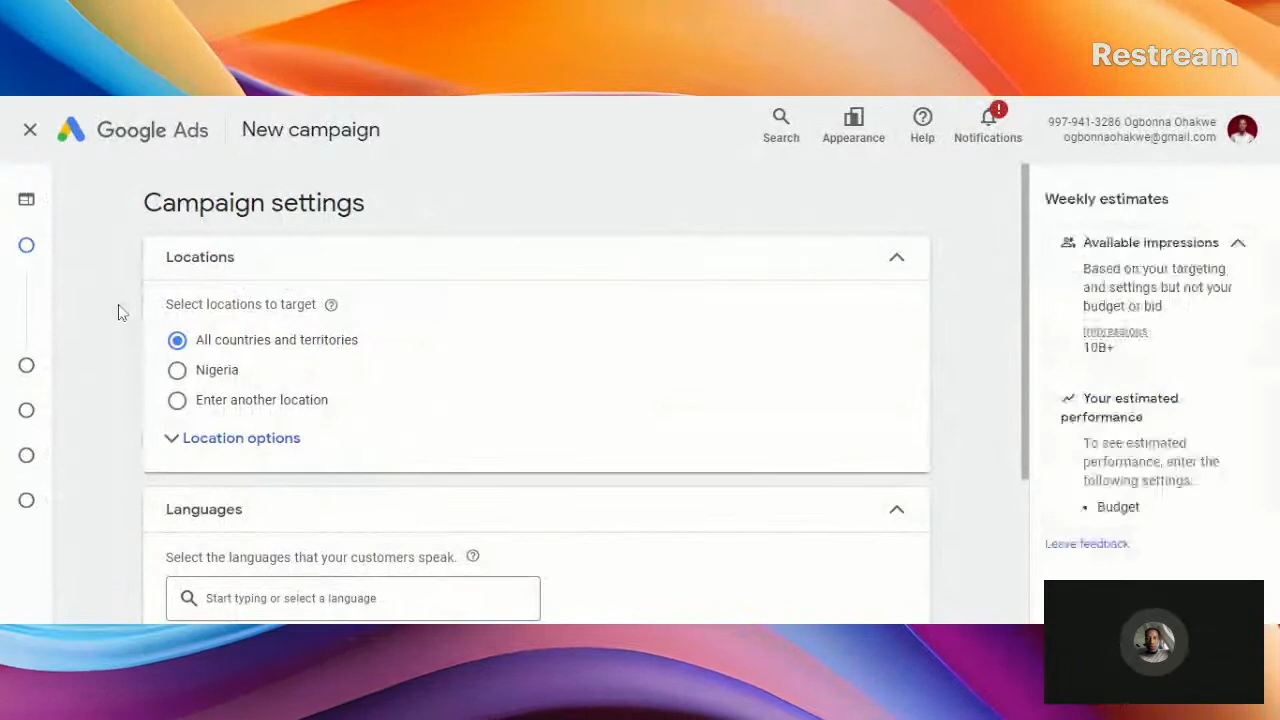 Restream
Google Ads
New campaign
Search
Appearance
Help
Notifications
997-941-3286 Ogbonna Ohakwe
ogbonnaohakwe@gmail.com
Campaign settings
Locations
Select locations to target
All countries and territories
Nigeria
Enter another location
Location options
Languages
Select the languages that your customers speak.
Start typing or select a language
Weekly estimates
Available impressions
Based on your targeting
and settings but not your
budget or bid
Impressions
10B+
Your estimated
performance
To see estimated
performance, enter the
following settings:
• Budget
Leave feedback